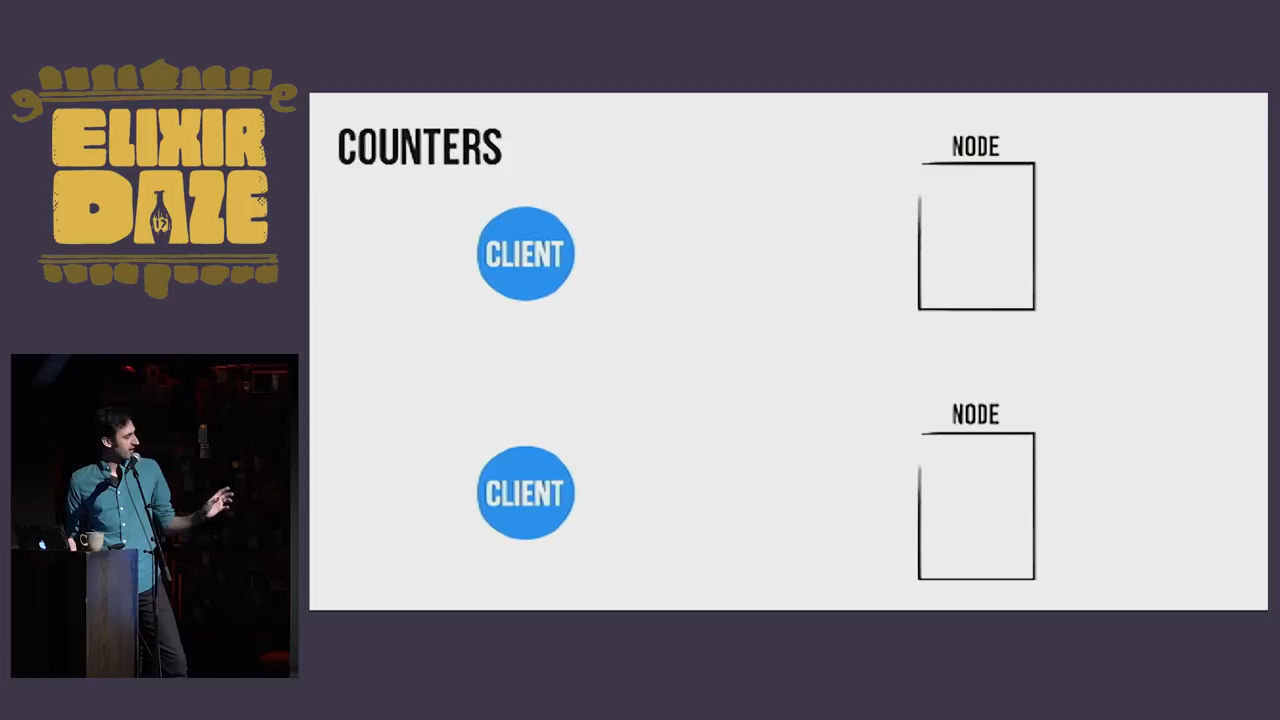 ELIXIR
DAZE
COUNTERS
NODE
CLIENT
NODE
CLIENT